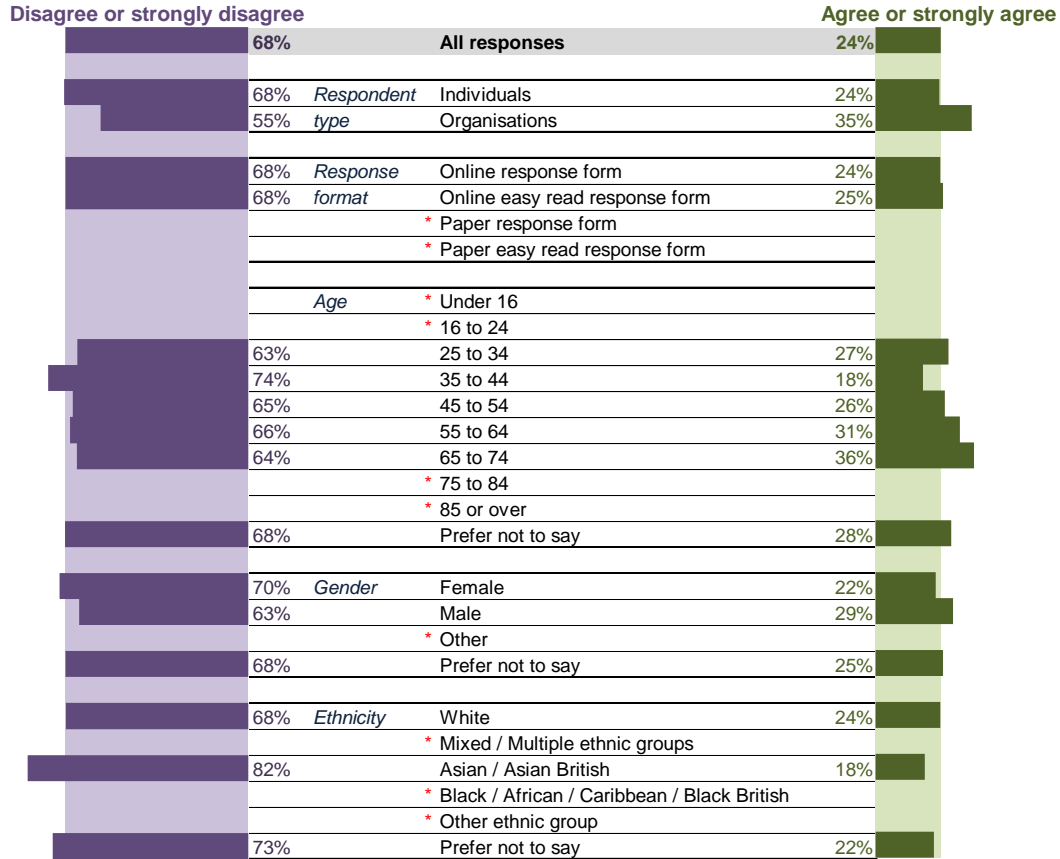 Disagree or strongly disagree Agree or strongly agree
68% All responses 24%
68% Respondent Individuals 24%
55% type Organisations 35%
68% Response Online response form 24%
68% format Online easy read response form 25%
* Paper response form
* Paper easy read response form
Age * Under 16
* 16 to 24
63% 25 to 34 27%
74% 35 to 44 18%
65% 45 to 54 26%
66% 55 to 64 31%
64% 65 to 74 36%
* 75 to 84
* 85 or over
68% Prefer not to say 28%
70% Gender Female 22%
63% Male 29%
* Other
68% Prefer not to say 25%
68% Ethnicity White 24%
* Mixed / Multiple ethnic groups
82% Asian / Asian British 18%
* Black / African / Caribbean / Black British
* Other ethnic group
73% Prefer not to say 22%